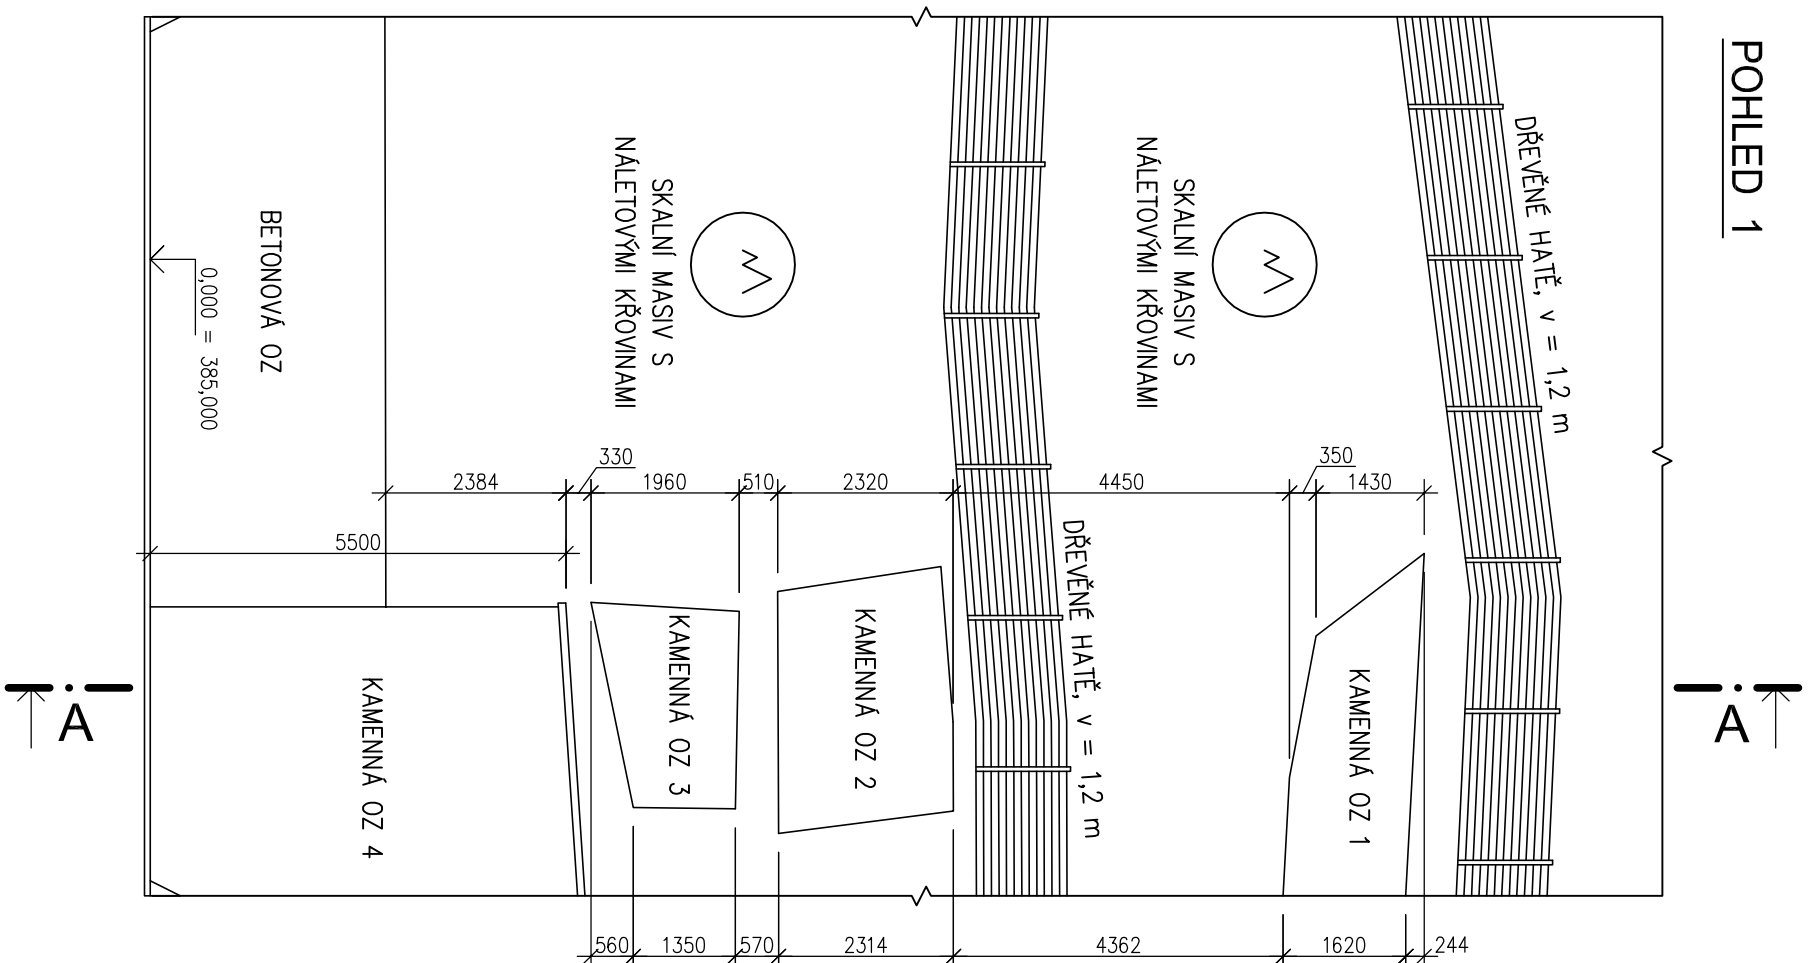 POHLED 1
DŘEVĚNÉ HATĚ, v = 1,2 m
SKALNÍ MASIV S
NÁLETOVÝMI KŘOVINAMI
SKALNÍ MASIV S
NÁLETOVÝMI KŘOVINAMI
BETONOVÁ OZ
0,000 = 385,000
2384
330
1960
510
2320
4450
350
1430
5500
DŘEVĚNÉ HATĚ, v = 1,2 m
KAMENNÁ OZ 1
KAMENNÁ OZ 2
KAMENNÁ OZ 3
KAMENNÁ OZ 4
A
A
560
1350
570
2314
4362
1620
244